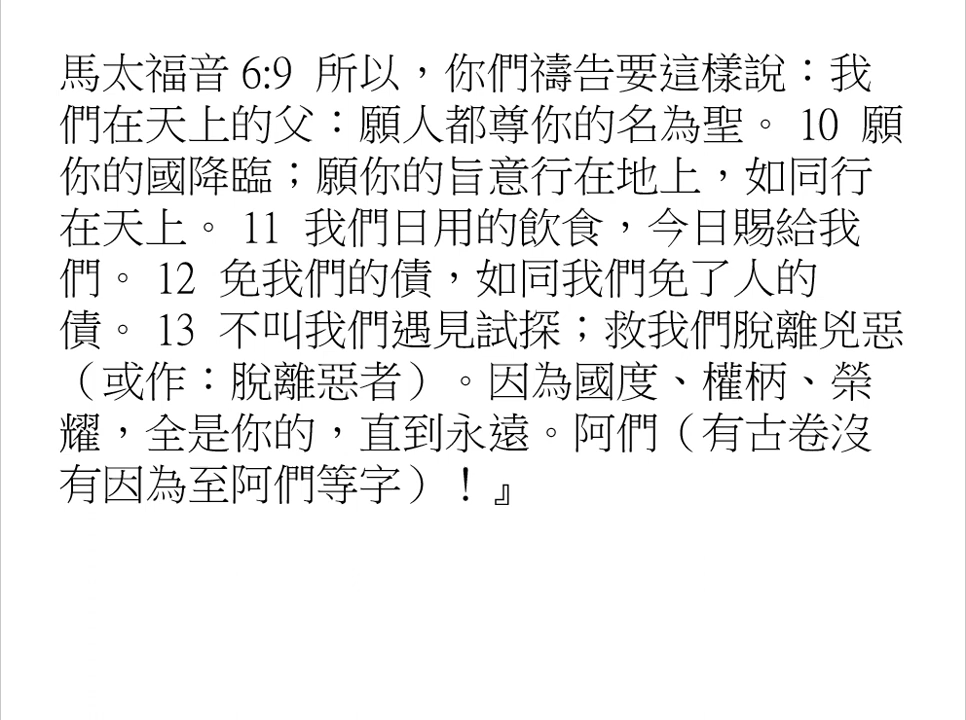 馬太福音 6:9 所以，你們禱告要這樣說：我
們在天上的父：願人都尊你的名為聖。 10 願
你的國降臨；願你的旨意行在地上，如同行
在天上。 11 我們日用的飲食，今日賜給我
們。 12 免我們的債，如同我們免了人的
債。 13 不叫我們遇見試探；救我們脫離兇惡
（或作：脫離惡者）。因為國度、權柄、榮
耀，全是你的，直到永遠。阿們（有古卷沒
有因為至阿們等字）！』